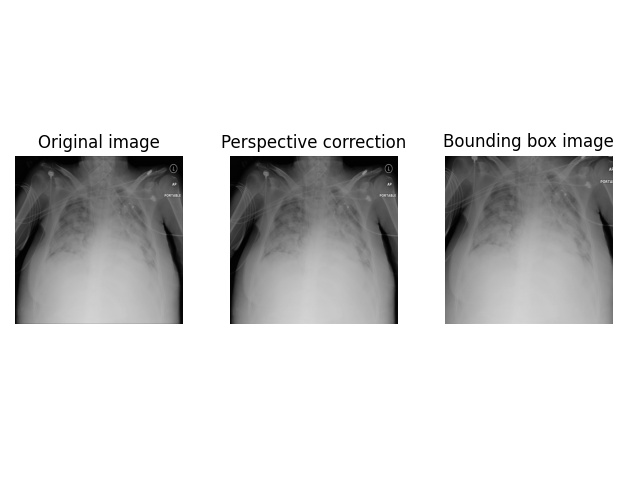 Original image
Perspective correction
Bounding box image
L
AP
PORTABLE
L
AP
PORTABLE